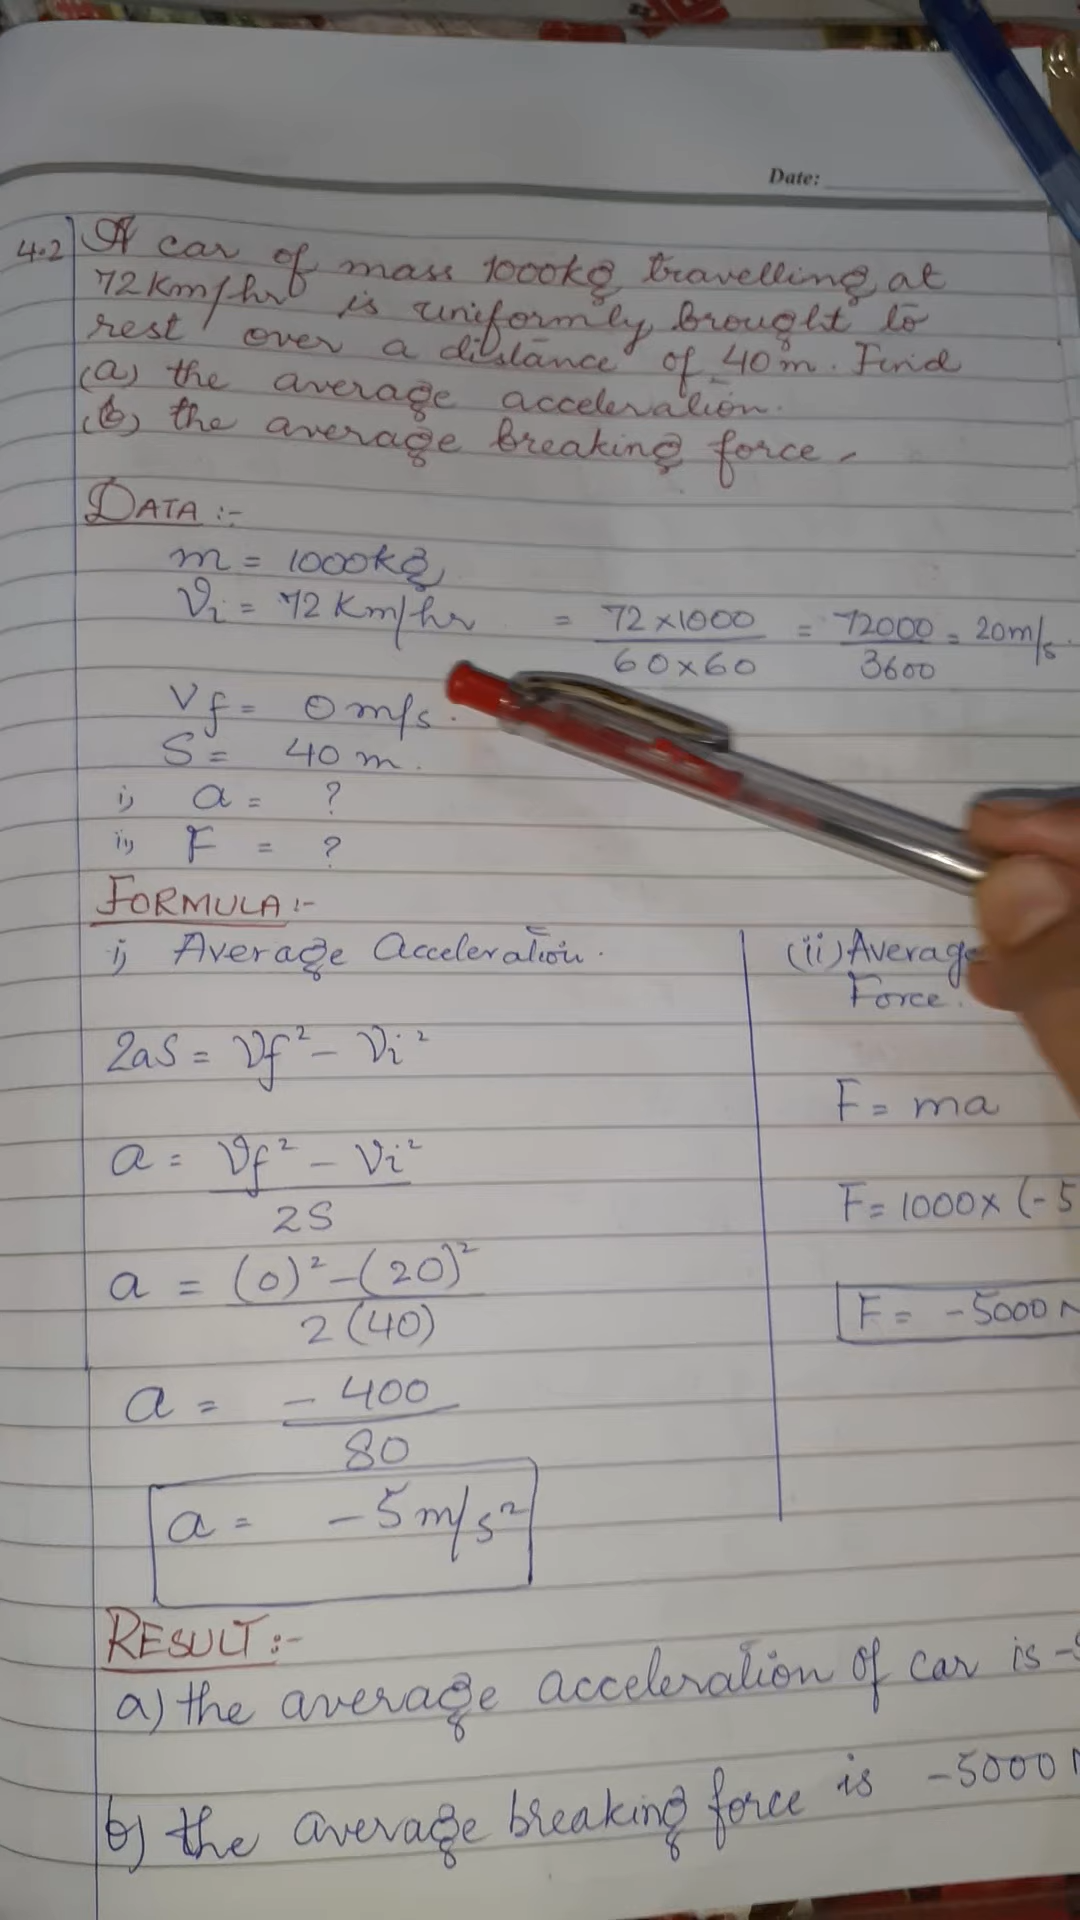 Date:
4.2 A car of mass 1000kg travelling at
72Km/hr is uniformly brought to
rest over a distance of 40m. Find
(a) the average acceleration.
(b) the average breaking force.
DATA :-
m = 1000kg
Vi = 72 Km/hr = 72×1000 / 60×60 = 72000 / 3600 = 20m/s.
Vf = 0 m/s.
S = 40 m.
i) a = ?
ii) F = ?
FORMULA :-
i) Average Acceleration.
2aS = Vf² - Vi²
a = Vf² - Vi² / 2S
a = (0)² - (20)² / 2(40)
a = - 400 / 80
a = - 5 m/s²
(ii) Average
Force.
F = ma
F = 1000 × (-5
F = - 5000 N
RESULT :-
a) the average acceleration of car is -5
b) the average breaking force is -5000 N